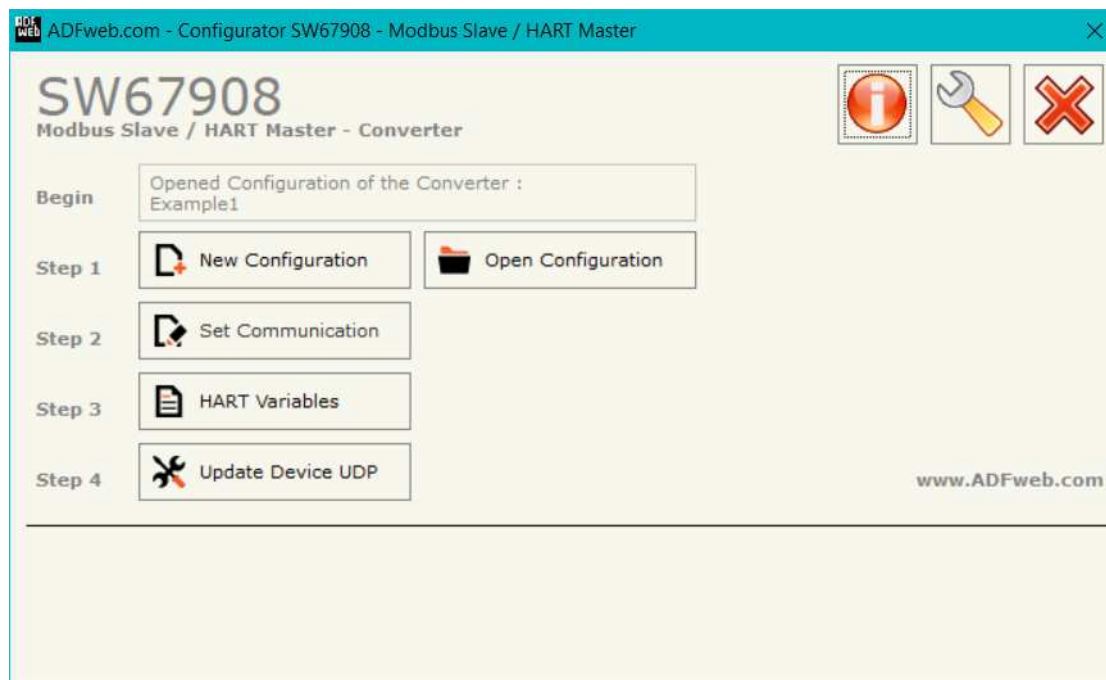 ADF
WEB
ADFweb.com - Configurator SW67908 - Modbus Slave / HART Master
SW67908
Modbus Slave / HART Master - Converter
Begin
Opened Configuration of the Converter :
Example1
Step 1
New Configuration
Open Configuration
Step 2
Set Communication
Step 3
HART Variables
Step 4
Update Device UDP
www.ADFweb.com